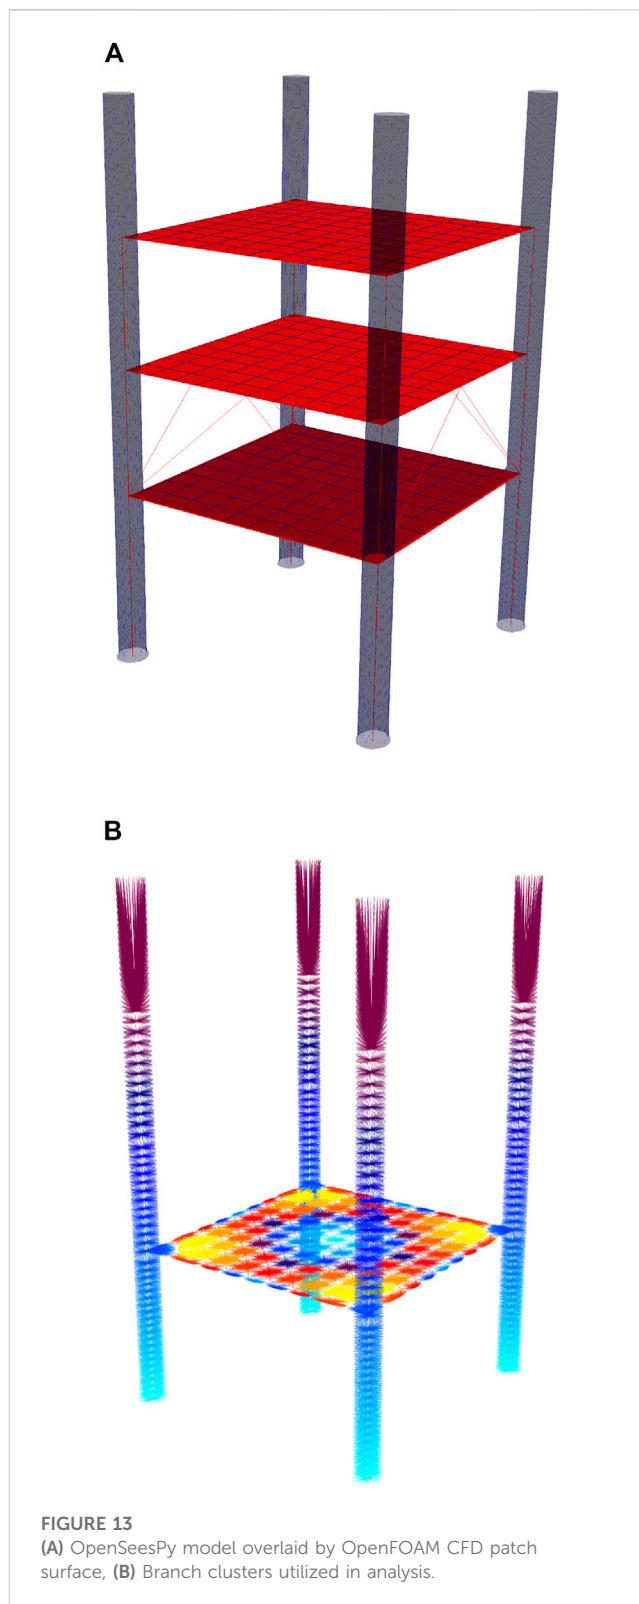 A
B
FIGURE 13
(A) OpenSeesPy model overlaid by OpenFOAM CFD patch
surface, (B) Branch clusters utilized in analysis.